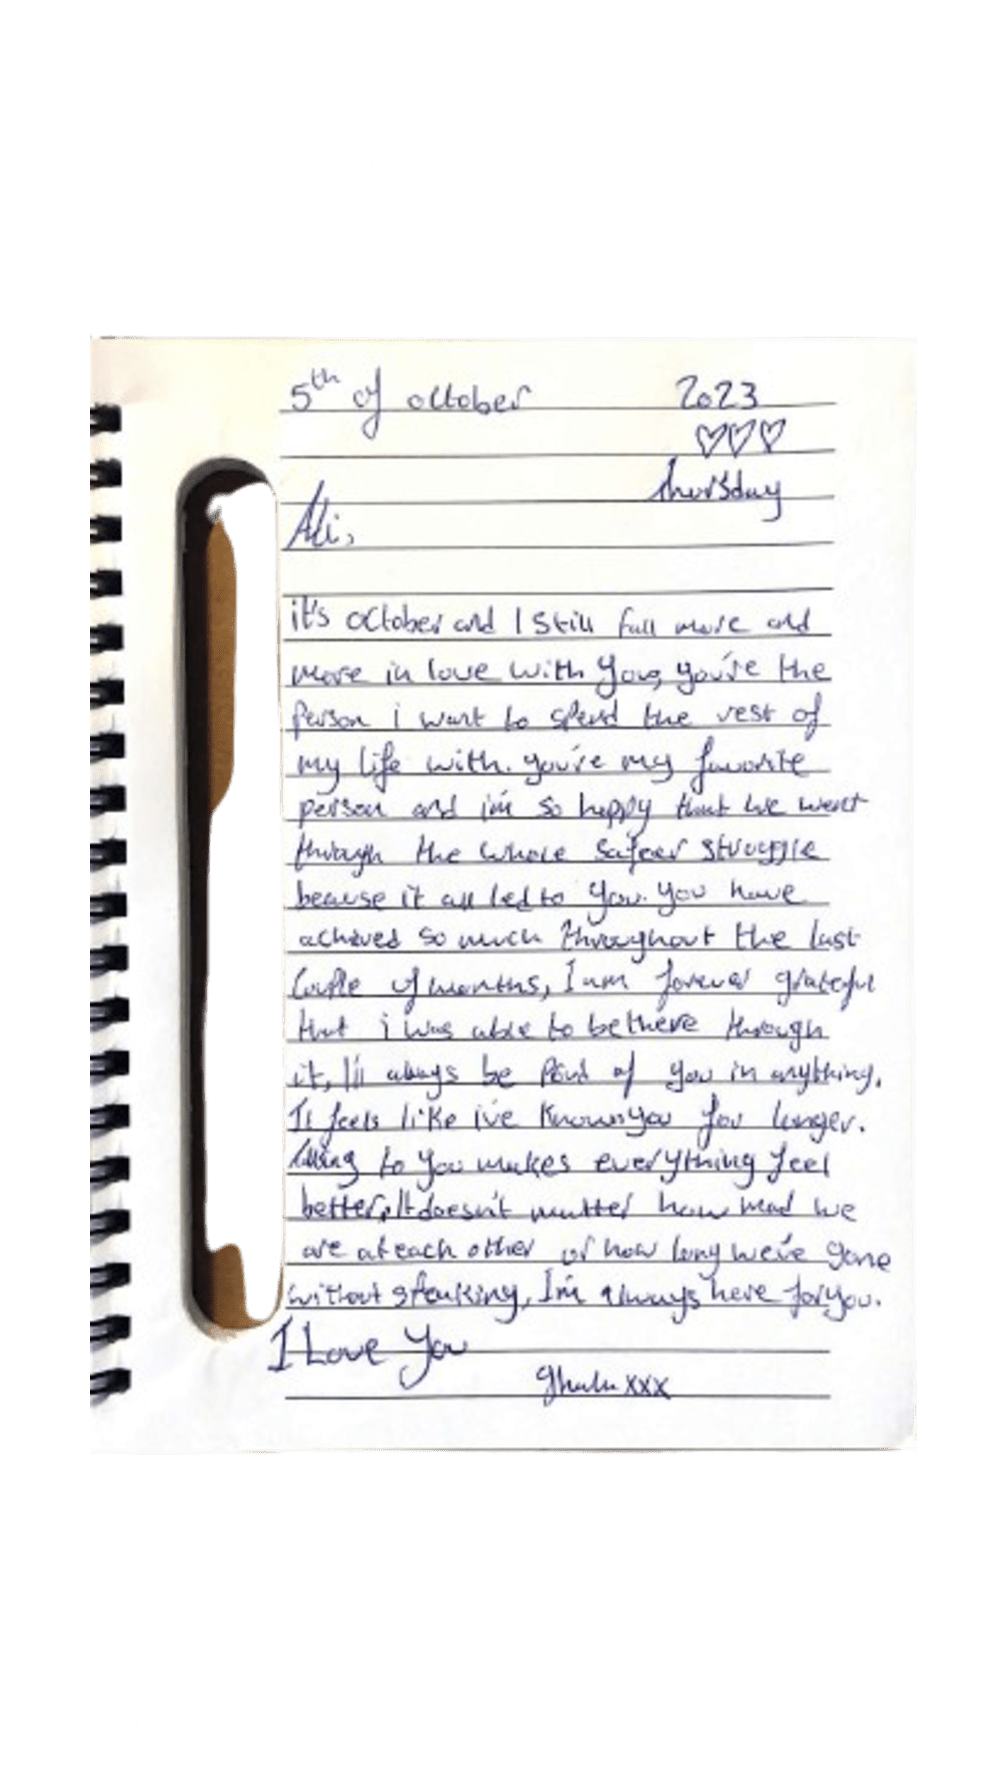 5th of october 2023
♡♡♡
thursday
Ali,
it's october and I still fall more and
more in love with you, you're the
person i want to spend the rest of
my life with. you're my favorite
person and i'm so happy that we went
through the whole safeer struggle
because it all led to you. you have
achieved so much throughout the last
couple of months, I am forever grateful
that i was able to be there through
it, I'll always be proud of you in anything.
It feels like i've known you for longer.
to you makes everything feel
better, It doesn't matter how mad we
are at each other or how long we've gone
without speaking, I'm always here for you.
I Love You
xxx